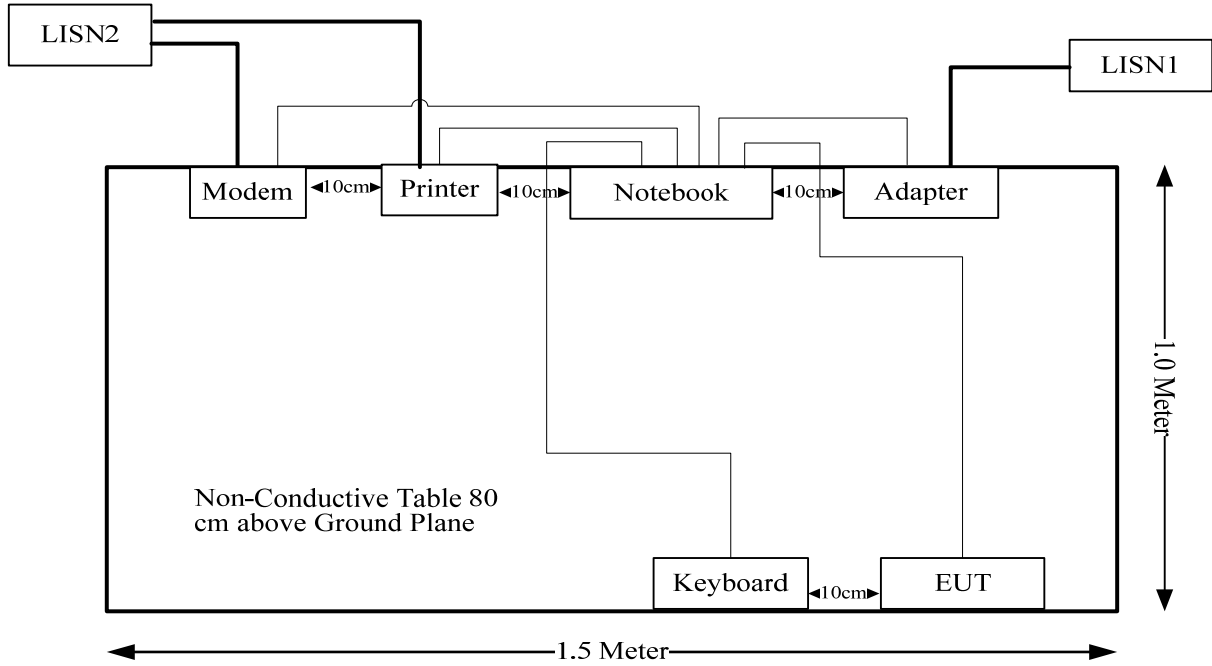 LISN2
LISN1
Modem
10cm
Printer
10cm
Notebook
10cm
Adapter
1.0 Meter
Non-Conductive Table 80
cm above Ground Plane
Keyboard
10cm
EUT
1.5 Meter